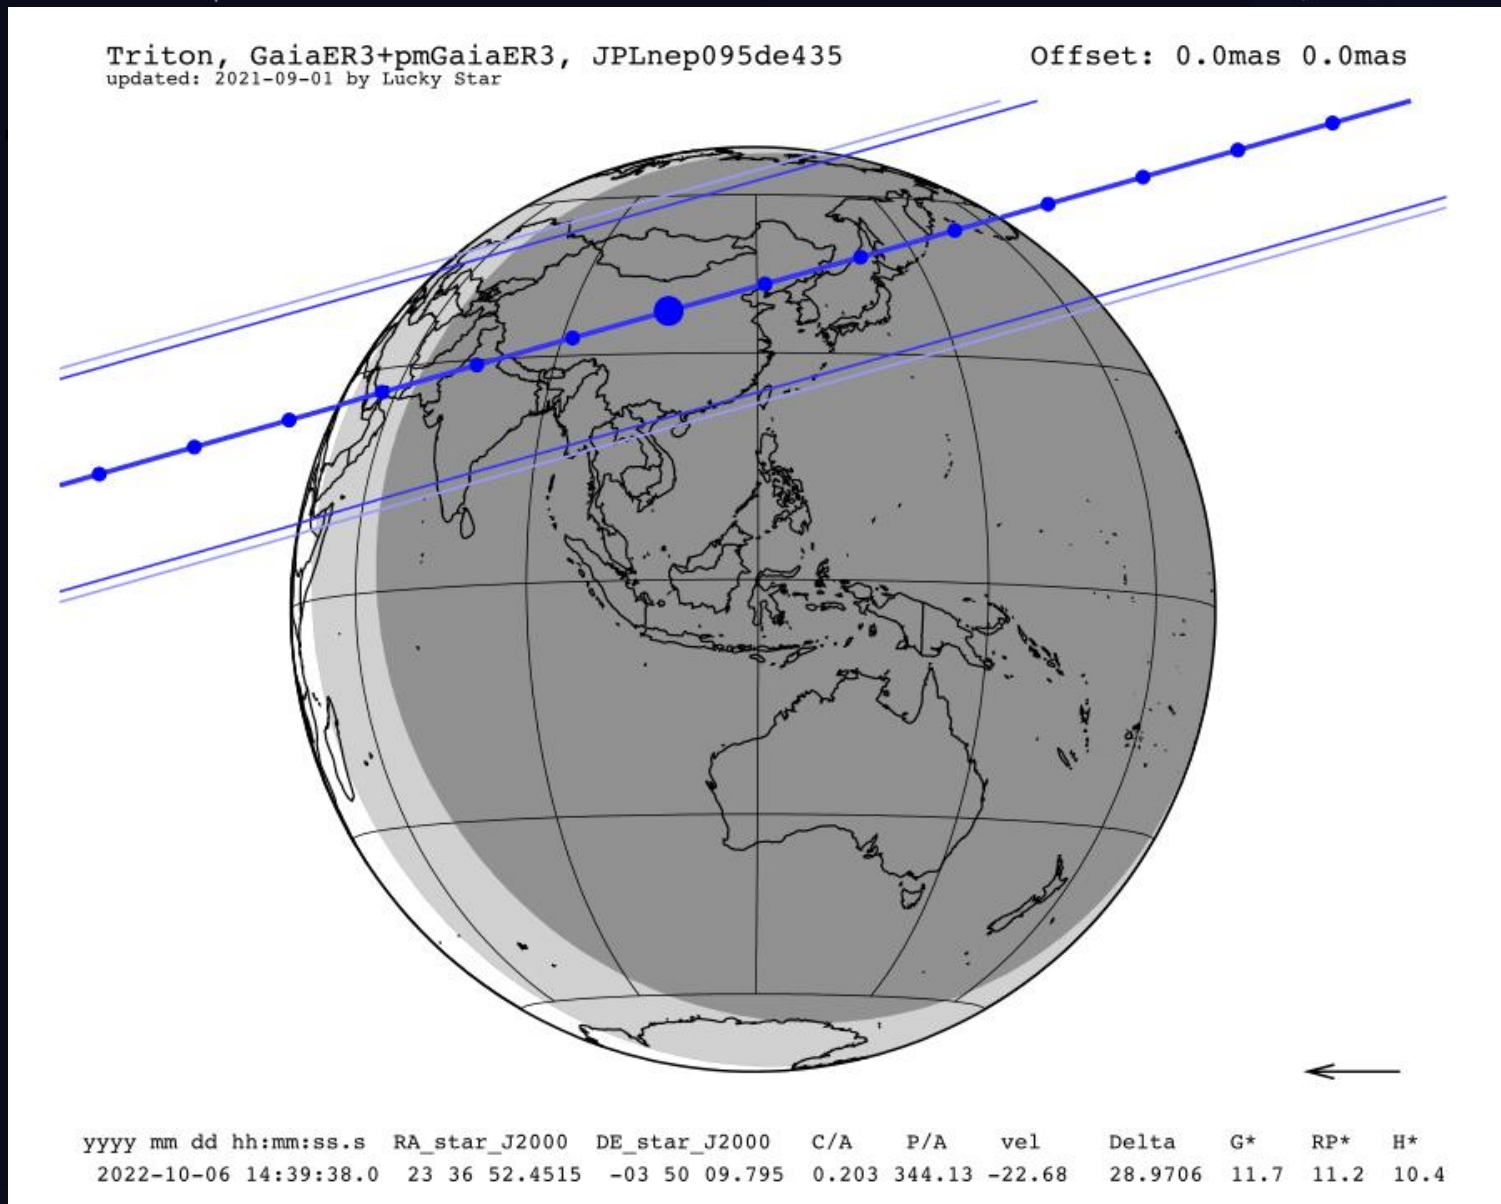 Triton, GaiaER3+pmGaiaER3, JPLnep095de435 Offset: 0.0mas 0.0mas
updated: 2021-09-01 by Lucky Star
yyyy mm dd hh:mm:ss.s RA_star_J2000 DE_star_J2000 C/A P/A vel Delta G* RP* H*
2022-10-06 14:39:38.0 23 36 52.4515 -03 50 09.795 0.203 344.13 -22.68 28.9706 11.7 11.2 10.4